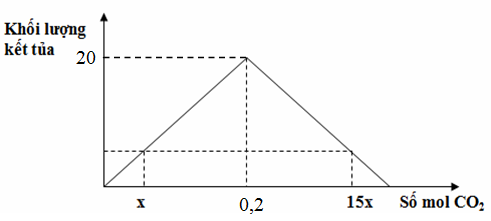 Khối lượng
kết tủa
20
x
0,2
15x
Số mol CO₂